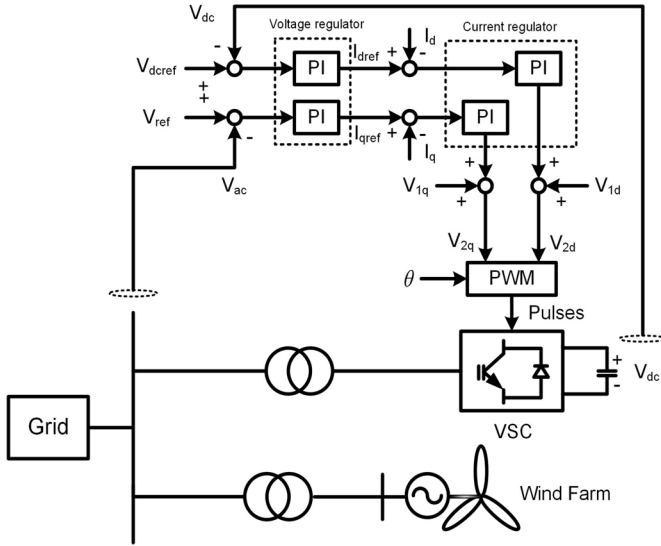 Vdc
Voltage regulator
Current regulator
-
Idref
+
Id
-
Vdcref
PI
PI
+
+
Vref
PI
Iqref
+
-
PI
-
Iq
Vac
+
+
V1q
+
+
V1d
V2q
V2d
θ
PWM
Pulses
+
-
Vdc
VSC
Grid
Wind Farm